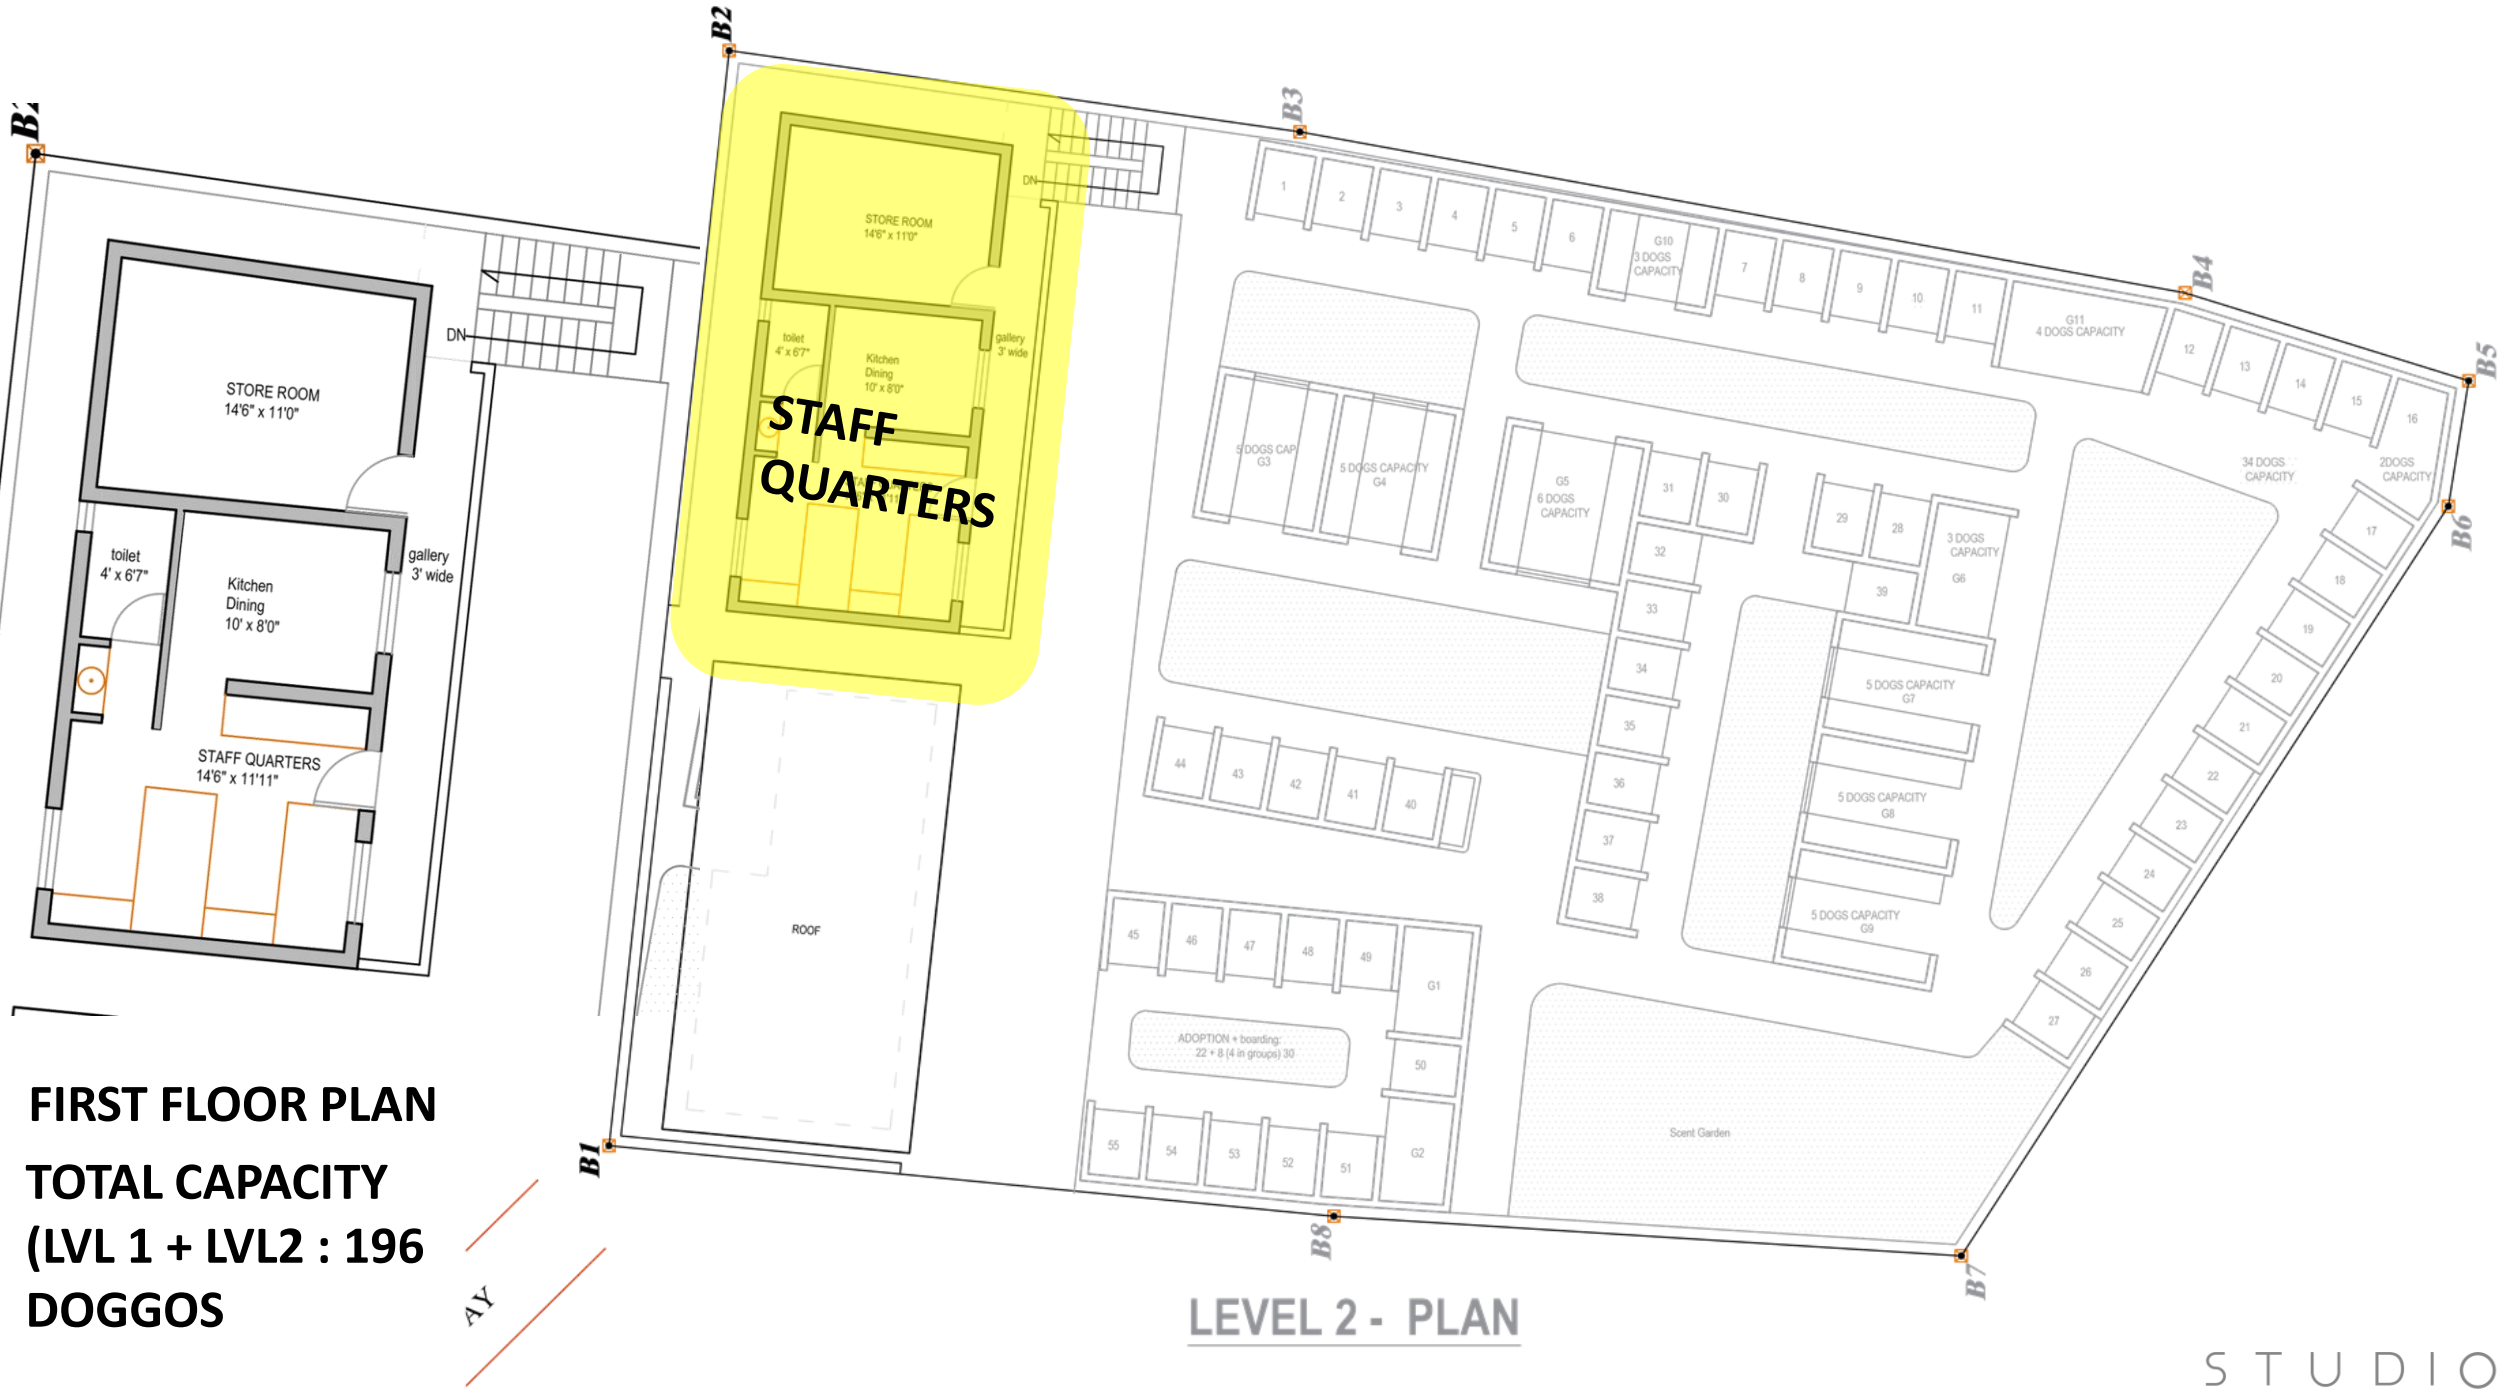 B2
STORE ROOM
14'6" x 11'0"
DN
toilet
4' x 6'7"
Kitchen
Dining
10' x 8'0"
gallery
3' wide
STAFF QUARTERS
14'6" x 11'11"
FIRST FLOOR PLAN
TOTAL CAPACITY
(LVL 1 + LVL2 : 196
DOGGOS
B2
STORE ROOM
14'6" x 11'0"
DN
toilet
4' x 6'7"
Kitchen
Dining
10' x 8'0"
gallery
3' wide
STAFF
QUARTERS
ROOF
B1
AY
B3
B4
B5
B6
B7
B8
1
2
3
4
5
6
G10
3 DOGS
CAPACITY
7
8
9
10
11
G11
4 DOGS CAPACITY
12
13
14
15
16
34 DOGS
CAPACITY
2DOGS
CAPACITY
5 DOGS CAP
G3
5 DOGS CAPACITY
G4
G5
6 DOGS
CAPACITY
31
30
29
28
3 DOGS
CAPACITY
G6
32
33
34
35
36
37
38
39
5 DOGS CAPACITY
G7
5 DOGS CAPACITY
G8
5 DOGS CAPACITY
G9
17
18
19
20
21
22
23
24
25
26
27
44
43
42
41
40
45
46
47
48
49
G1
ADOPTION + boarding:
22 + 8 (4 in groups) 30
50
55
54
53
52
51
G2
Scent Garden
LEVEL 2 - PLAN
STUDIO